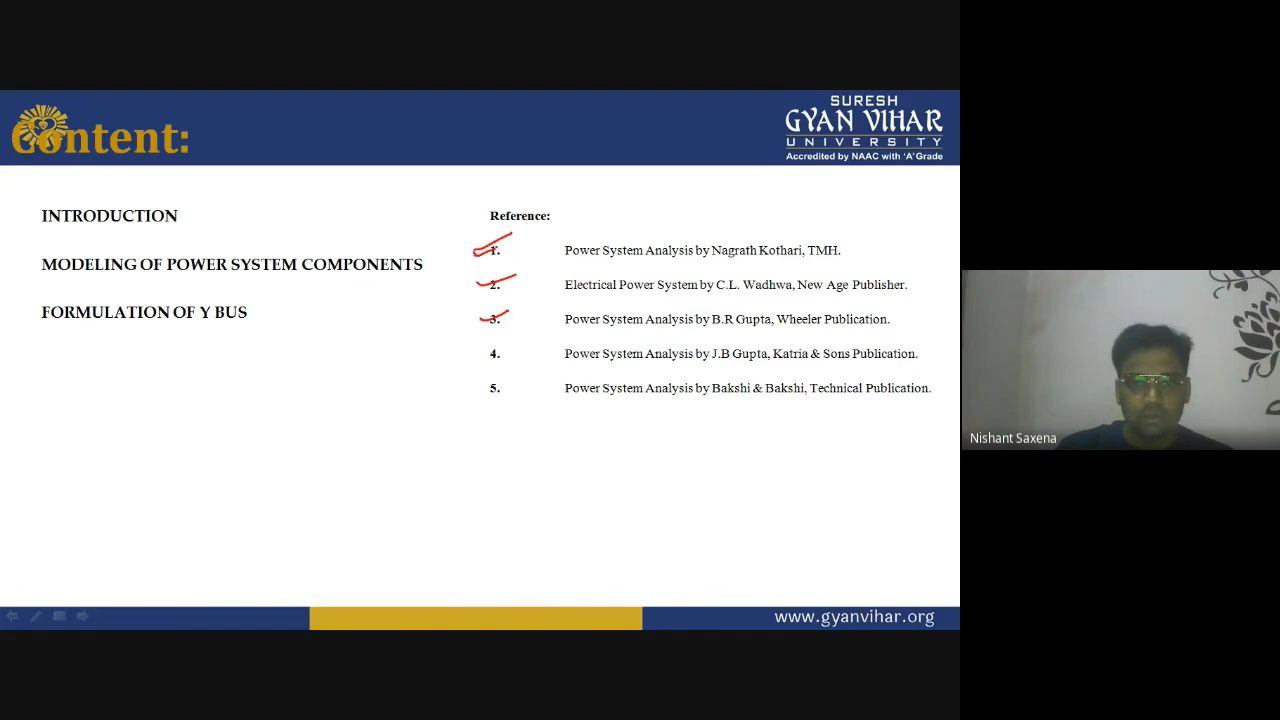 Content:
SURESH
GYAN VIHAR
UNIVERSITY
Accredited by NAAC with 'A' Grade
INTRODUCTION
MODELING OF POWER SYSTEM COMPONENTS
FORMULATION OF Y BUS
Reference:
1. Power System Analysis by Nagrath Kothari, TMH.
2. Electrical Power System by C.L. Wadhwa, New Age Publisher.
3. Power System Analysis by B.R Gupta, Wheeler Publication.
4. Power System Analysis by J.B Gupta, Katria & Sons Publication.
5. Power System Analysis by Bakshi & Bakshi, Technical Publication.
Nishant Saxena
www.gyanvihar.org